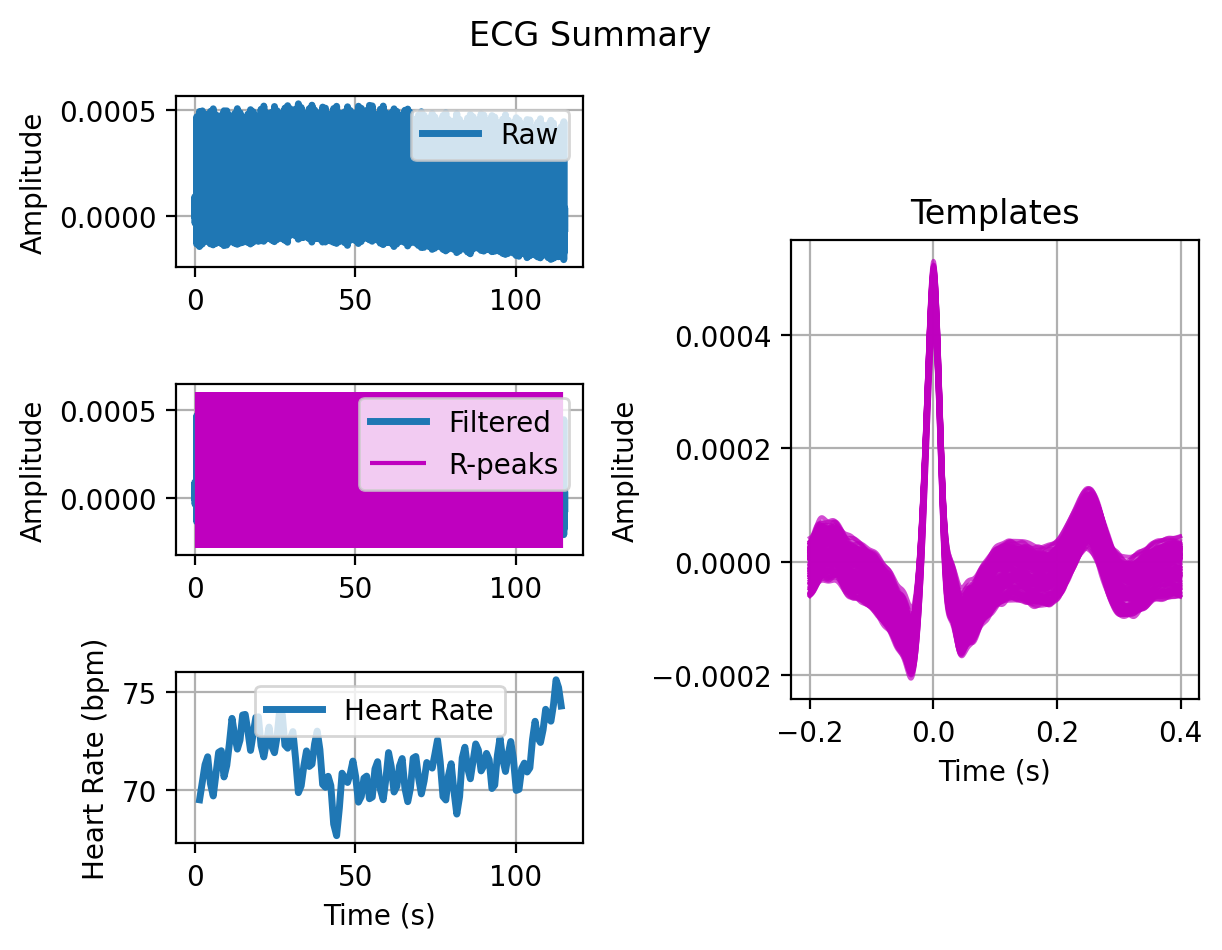 ECG Summary
Amplitude
0.0005
0.0000
Raw
0 50 100
Amplitude
0.0005
0.0000
Filtered
R-peaks
0 50 100
Heart Rate (bpm)
75
70
Heart Rate
0 50 100
Time (s)
Templates
Amplitude
0.0004
0.0002
0.0000
−0.0002
−0.2 0.0 0.2 0.4
Time (s)